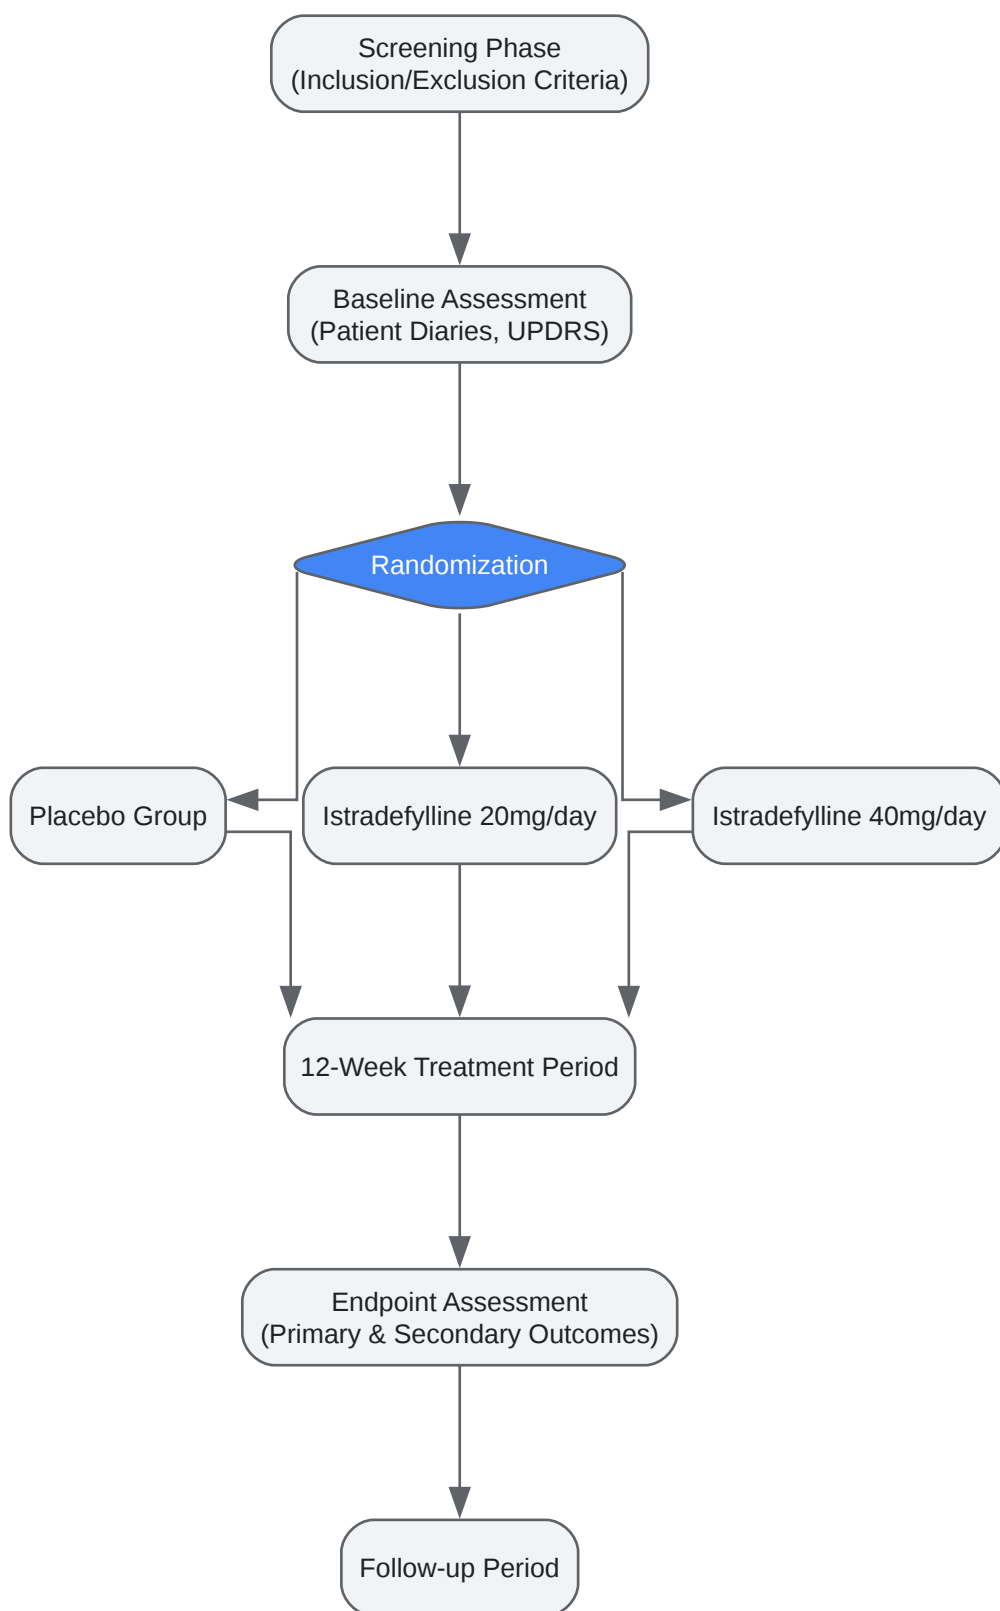 Screening Phase
(Inclusion/Exclusion Criteria)
Baseline Assessment
(Patient Diaries, UPDRS)
Randomization
Placebo Group
Istradefylline 20mg/day
Istradefylline 40mg/day
12-Week Treatment Period
Endpoint Assessment
(Primary & Secondary Outcomes)
Follow-up Period